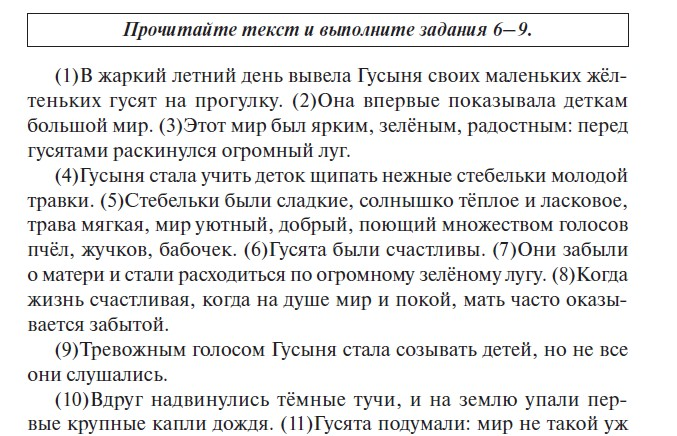 Прочитайте текст и выполните задания 6–9.
(1)В жаркий летний день вывела Гусыня своих маленьких жёл-
теньких гусят на прогулку. (2)Она впервые показывала деткам
большой мир. (3)Этот мир был ярким, зелёным, радостным: перед
гусятами раскинулся огромный луг.
(4)Гусыня стала учить деток щипать нежные стебельки молодой
травки. (5)Стебельки были сладкие, солнышко тёплое и ласковое,
трава мягкая, мир уютный, добрый, поющий множеством голосов
пчёл, жучков, бабочек. (6)Гусята были счастливы. (7)Они забыли
о матери и стали расходиться по огромному зелёному лугу. (8)Когда
жизнь счастливая, когда на душе мир и покой, мать часто оказы-
вается забытой.
(9)Тревожным голосом Гусыня стала созывать детей, но не все
они слушались.
(10)Вдруг надвинулись тёмные тучи, и на землю упали пер-
вые крупные капли дождя. (11)Гусята подумали: мир не такой уж